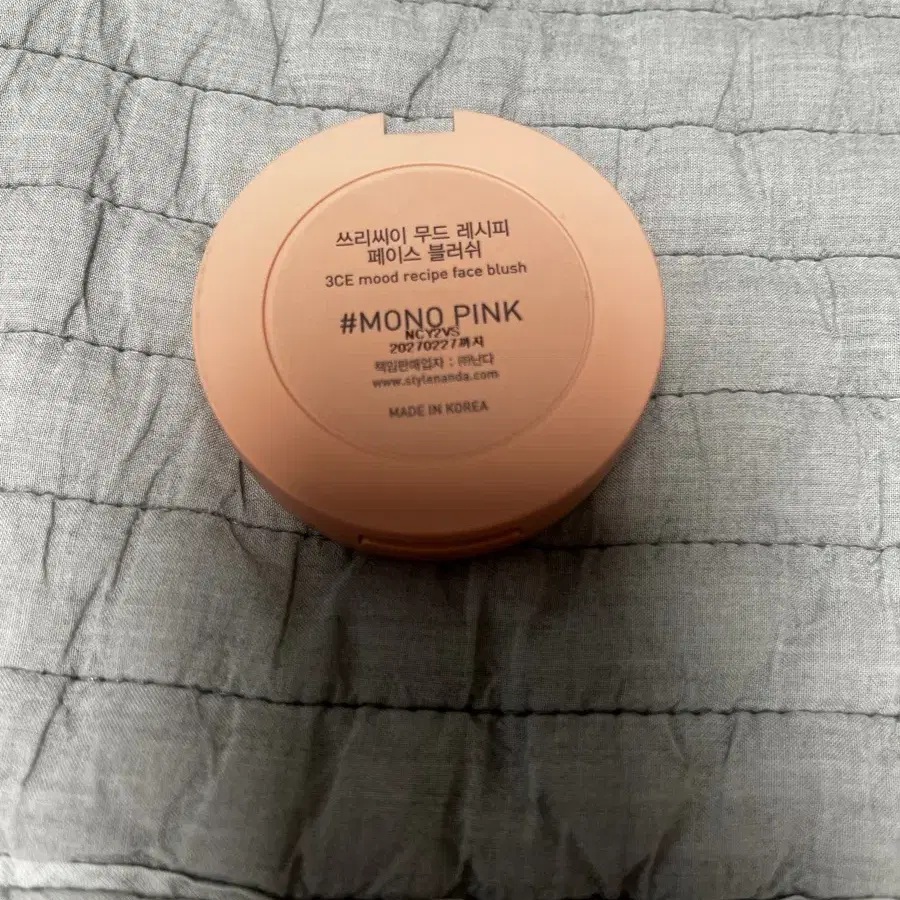 쓰리씨이 무드 레시피
페이스 블러쉬
3CE mood recipe face blush
#MONO PINK
NCY2VS
20270227까지
책임판매업자 : ㈜난다
www.stylenanda.com
MADE IN KOREA